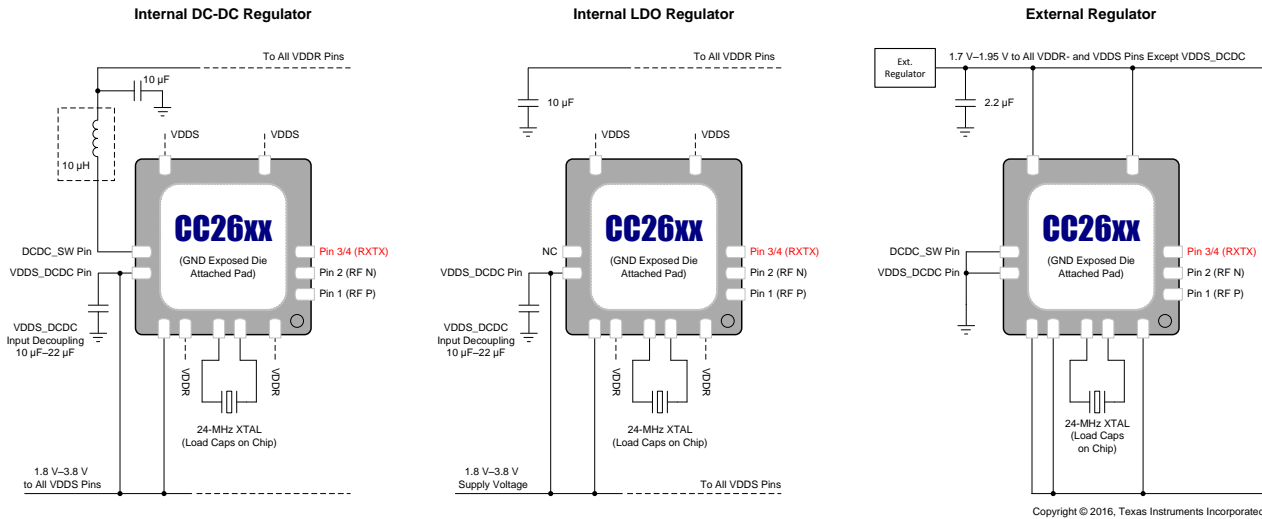 Internal DC-DC Regulator
To All VDDR Pins
10 µF
10 µH
VDDS
VDDS
CC26xx
(GND Exposed Die
Attached Pad)
DCDC_SW Pin
VDDS_DCDC Pin
Pin 3/4 (RXTX)
Pin 2 (RF N)
Pin 1 (RF P)
VDDS_DCDC
Input Decoupling
10 µF–22 µF
VDDR
VDDR
24-MHz XTAL
(Load Caps on Chip)
1.8 V–3.8 V
to All VDDS Pins
Internal LDO Regulator
To All VDDR Pins
10 µF
VDDS
VDDS
CC26xx
(GND Exposed Die
Attached Pad)
NC
VDDS_DCDC Pin
Pin 3/4 (RXTX)
Pin 2 (RF N)
Pin 1 (RF P)
VDDS_DCDC
Input Decoupling
10 µF–22 µF
VDDR
VDDR
24-MHz XTAL
(Load Caps on Chip)
1.8 V–3.8 V
Supply Voltage
To All VDDS Pins
External Regulator
Ext.
Regulator
1.7 V–1.95 V to All VDDR- and VDDS Pins Except VDDS_DCDC
2.2 µF
CC26xx
(GND Exposed Die
Attached Pad)
DCDC_SW Pin
VDDS_DCDC Pin
Pin 3/4 (RXTX)
Pin 2 (RF N)
Pin 1 (RF P)
24-MHz XTAL
(Load Caps
on Chip)
Copyright © 2016, Texas Instruments Incorporated